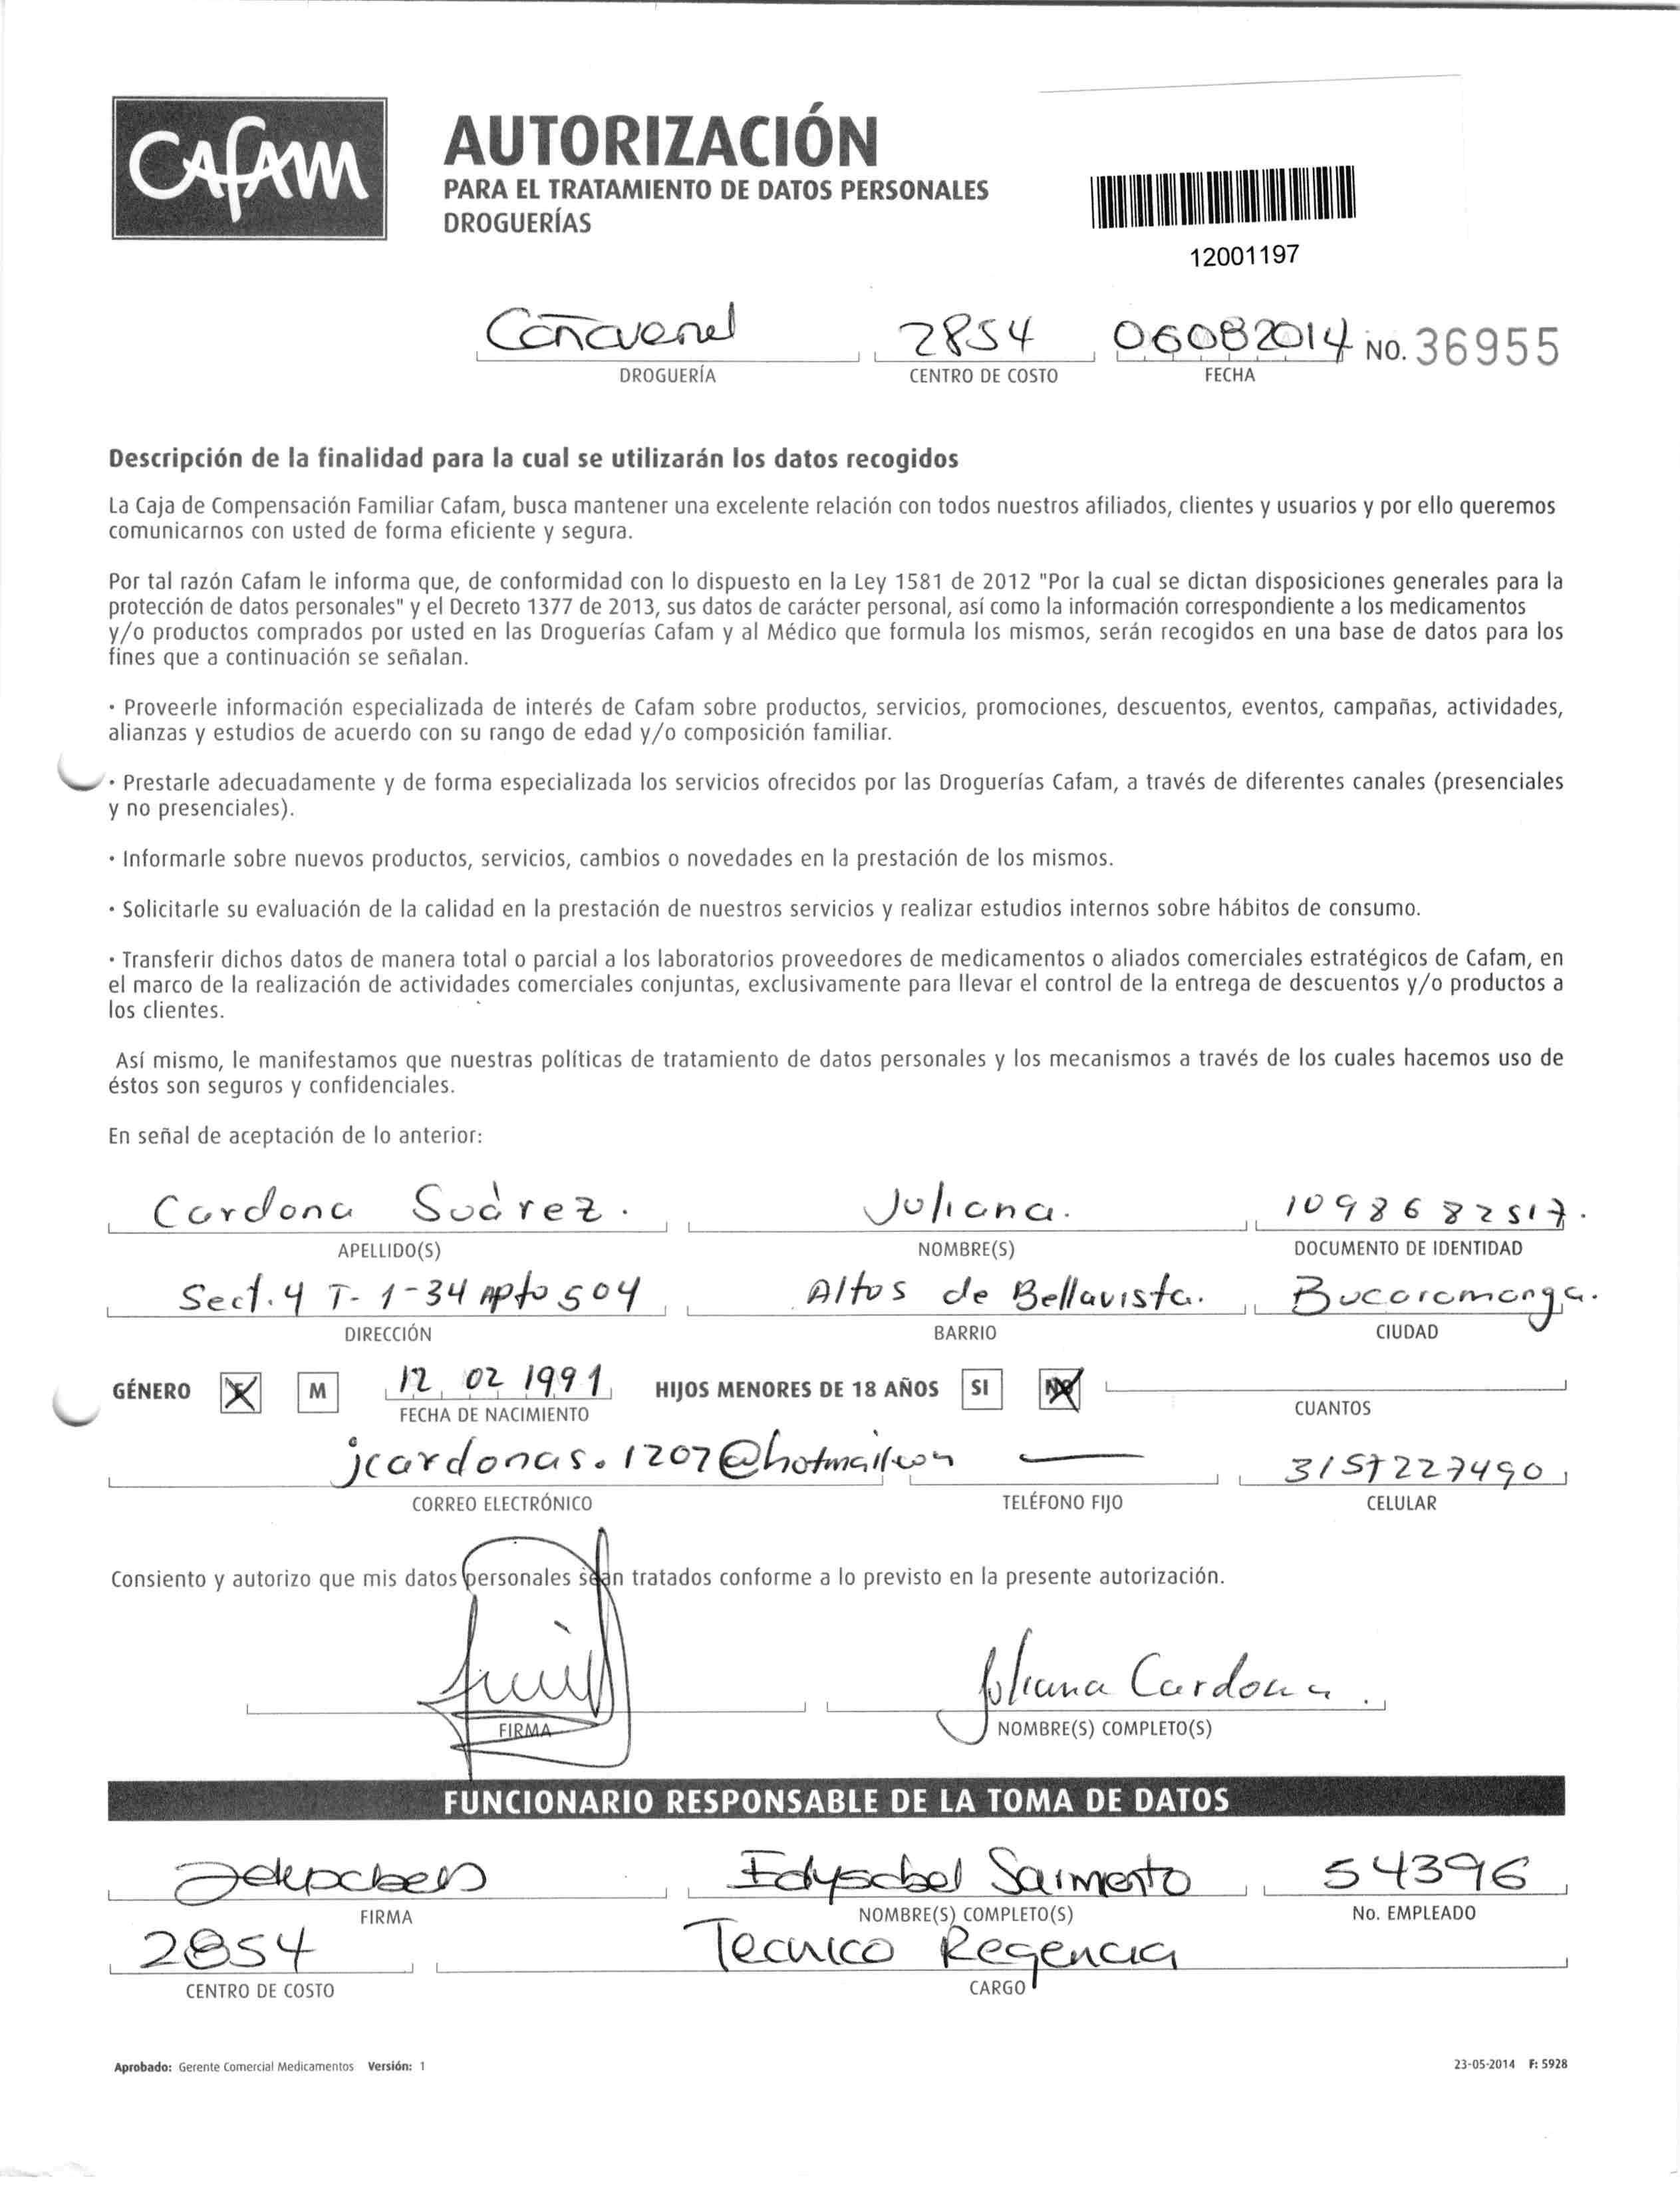 CAFAM
AUTORIZACIÓN
PARA EL TRATAMIENTO DE DATOS PERSONALES
DROGUERÍAS
12001197
Cañaveral 2854 06082014 NO. 36955
DROGUERÍA CENTRO DE COSTO FECHA
Descripción de la finalidad para la cual se utilizarán los datos recogidos
La Caja de Compensación Familiar Cafam, busca mantener una excelente relación con todos nuestros afiliados, clientes y usuarios y por ello queremos
comunicarnos con usted de forma eficiente y segura.
Por tal razón Cafam le informa que, de conformidad con lo dispuesto en la Ley 1581 de 2012 "Por la cual se dictan disposiciones generales para la
protección de datos personales" y el Decreto 1377 de 2013, sus datos de carácter personal, así como la información correspondiente a los medicamentos
y/o productos comprados por usted en las Droguerías Cafam y al Médico que formula los mismos, serán recogidos en una base de datos para los
fines que a continuación se señalan.
· Proveerle información especializada de interés de Cafam sobre productos, servicios, promociones, descuentos, eventos, campañas, actividades,
alianzas y estudios de acuerdo con su rango de edad y/o composición familiar.
· Prestarle adecuadamente y de forma especializada los servicios ofrecidos por las Droguerías Cafam, a través de diferentes canales (presenciales
y no presenciales).
· Informarle sobre nuevos productos, servicios, cambios o novedades en la prestación de los mismos.
· Solicitarle su evaluación de la calidad en la prestación de nuestros servicios y realizar estudios internos sobre hábitos de consumo.
· Transferir dichos datos de manera total o parcial a los laboratorios proveedores de medicamentos o aliados comerciales estratégicos de Cafam, en
el marco de la realización de actividades comerciales conjuntas, exclusivamente para llevar el control de la entrega de descuentos y/o productos a
los clientes.
Así mismo, le manifestamos que nuestras políticas de tratamiento de datos personales y los mecanismos a través de los cuales hacemos uso de
éstos son seguros y confidenciales.
En señal de aceptación de lo anterior:
Cardona Suárez. Juliana. 1098682517.
APELLIDO(S) NOMBRE(S) DOCUMENTO DE IDENTIDAD
Sect. 4 T- 1-34 Apto 504 Altos de Bellavista. Bucaramanga.
DIRECCIÓN BARRIO CIUDAD
GÉNERO F M 12 02 1991 HIJOS MENORES DE 18 AÑOS SI NO
FECHA DE NACIMIENTO CUANTOS
jcardonas.1207@hotmail.com — 3157227490
CORREO ELECTRÓNICO TELÉFONO FIJO CELULAR
Consiento y autorizo que mis datos personales sean tratados conforme a lo previsto en la presente autorización.
Juliana Cardona.
FIRMA NOMBRE(S) COMPLETO(S)
FUNCIONARIO RESPONSABLE DE LA TOMA DE DATOS
Edysabel Sarmiento 54396
FIRMA NOMBRE(S) COMPLETO(S) No. EMPLEADO
2854 Tecnico Regencia
CENTRO DE COSTO CARGO
Aprobado: Gerente Comercial Medicamentos Versión: 1 23-05-2014 F: 5928